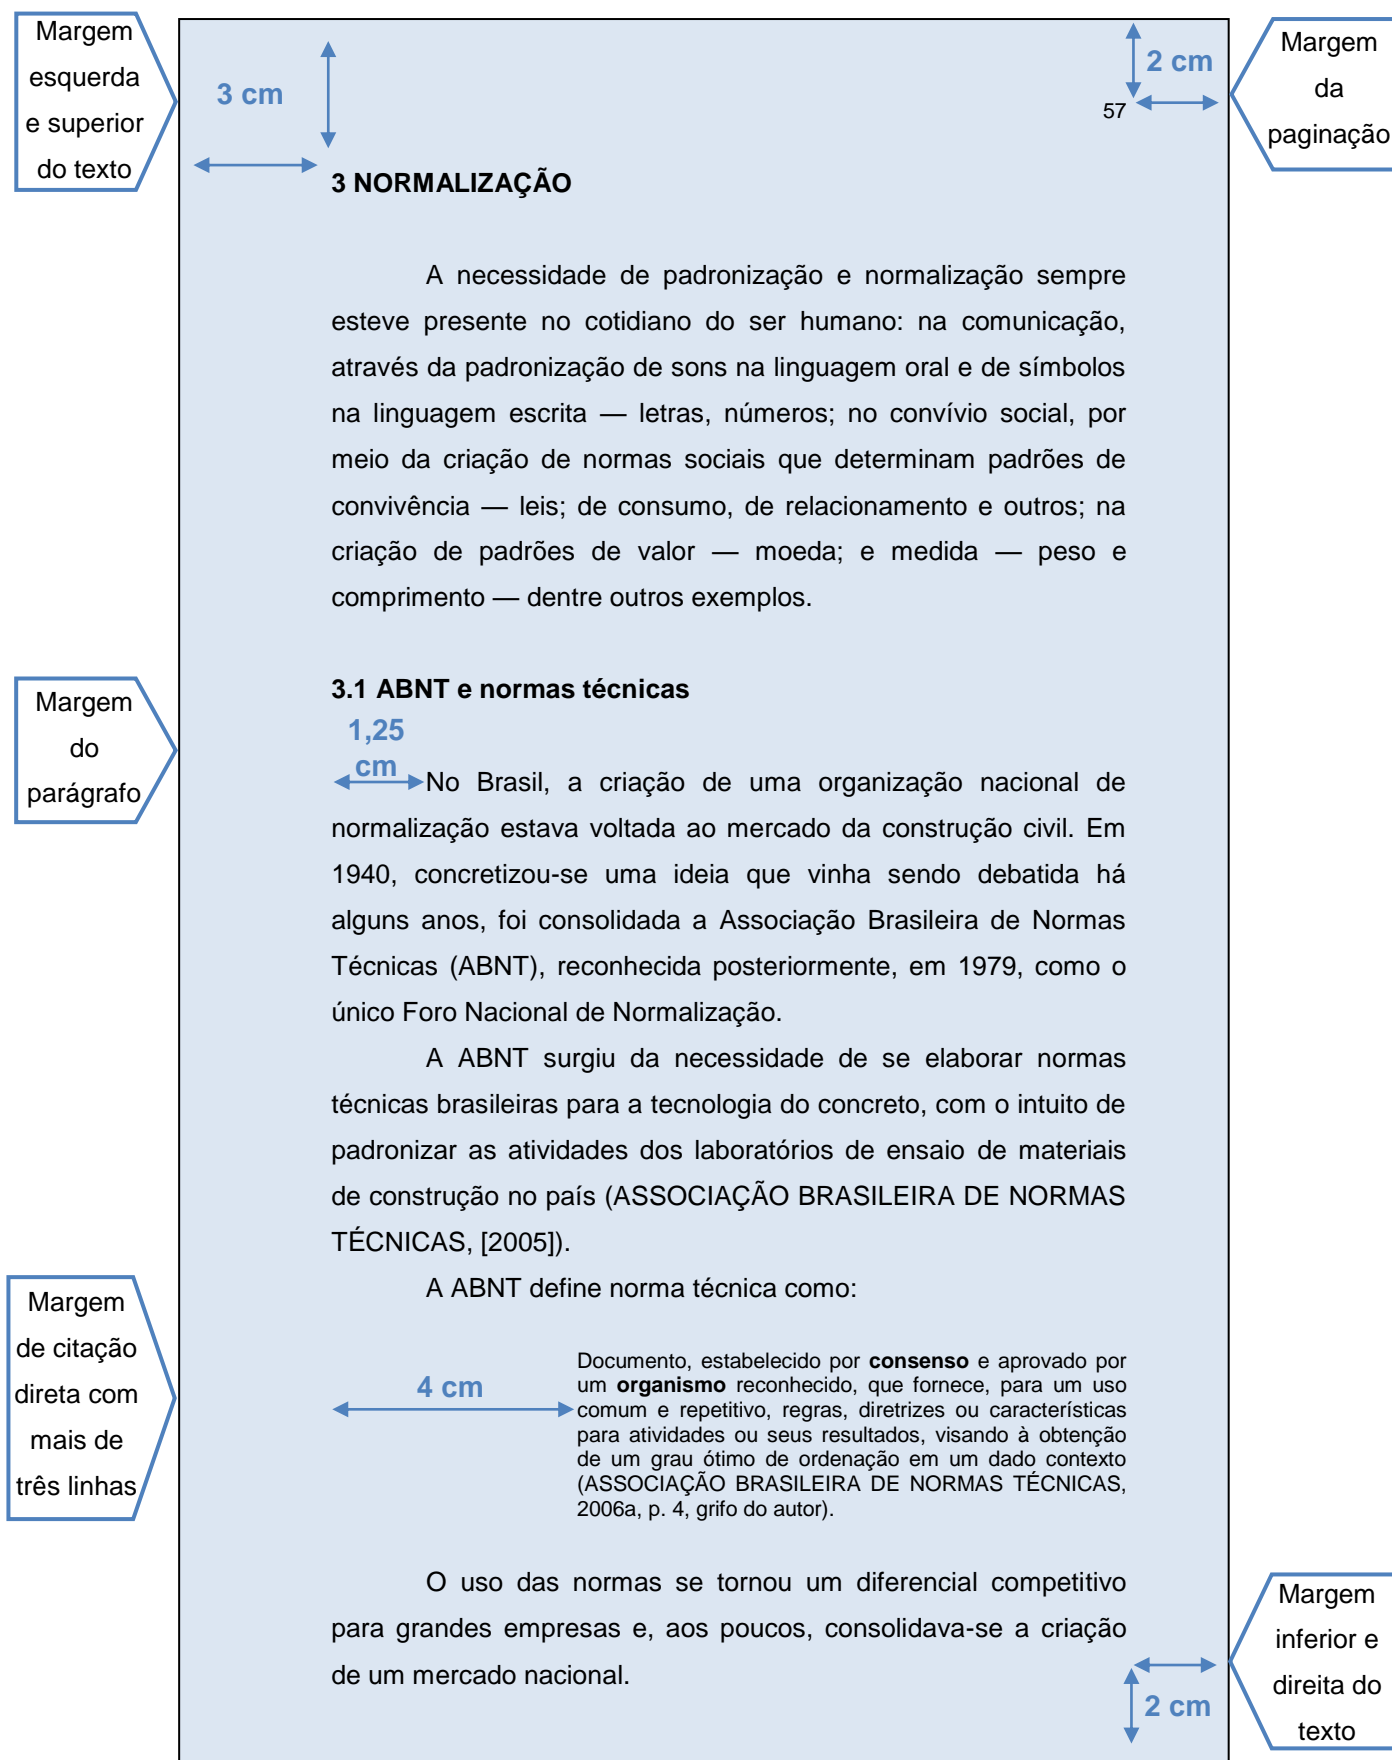 Margem
esquerda
e superior
do texto
3 cm
2 cm
57
Margem
da
paginação
3 NORMALIZAÇÃO
A necessidade de padronização e normalização sempre
esteve presente no cotidiano do ser humano: na comunicação,
através da padronização de sons na linguagem oral e de símbolos
na linguagem escrita — letras, números; no convívio social, por
meio da criação de normas sociais que determinam padrões de
convivência — leis; de consumo, de relacionamento e outros; na
criação de padrões de valor — moeda; e medida — peso e
comprimento — dentre outros exemplos.
3.1 ABNT e normas técnicas
Margem
do
parágrafo
1,25
cm
No Brasil, a criação de uma organização nacional de
normalização estava voltada ao mercado da construção civil. Em
1940, concretizou-se uma ideia que vinha sendo debatida há
alguns anos, foi consolidada a Associação Brasileira de Normas
Técnicas (ABNT), reconhecida posteriormente, em 1979, como o
único Foro Nacional de Normalização.
A ABNT surgiu da necessidade de se elaborar normas
técnicas brasileiras para a tecnologia do concreto, com o intuito de
padronizar as atividades dos laboratórios de ensaio de materiais
de construção no país (ASSOCIAÇÃO BRASILEIRA DE NORMAS
TÉCNICAS, [2005]).
A ABNT define norma técnica como:
Margem
de citação
direta com
mais de
três linhas
4 cm
Documento, estabelecido por consenso e aprovado por
um organismo reconhecido, que fornece, para um uso
comum e repetitivo, regras, diretrizes ou características
para atividades ou seus resultados, visando à obtenção
de um grau ótimo de ordenação em um dado contexto
(ASSOCIAÇÃO BRASILEIRA DE NORMAS TÉCNICAS,
2006a, p. 4, grifo do autor).
O uso das normas se tornou um diferencial competitivo
para grandes empresas e, aos poucos, consolidava-se a criação
de um mercado nacional.
2 cm
Margem
inferior e
direita do
texto